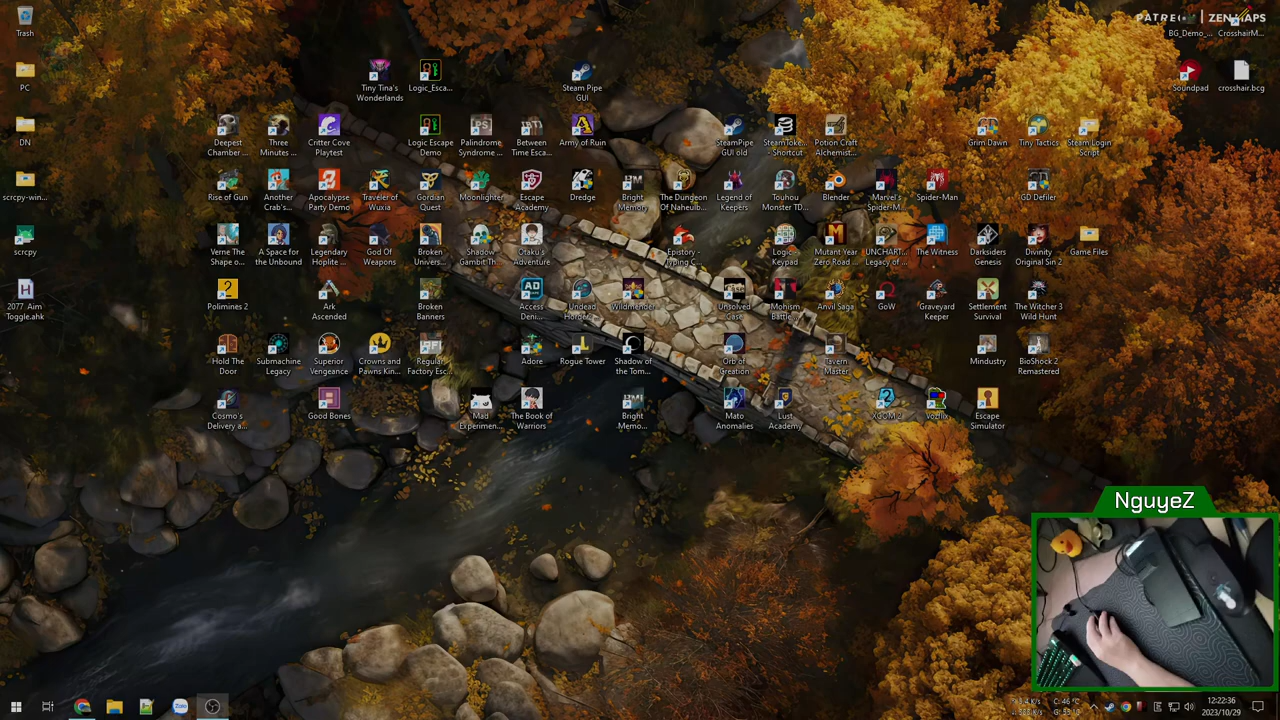 PATREON | ZENMAPS
Trash
BG_Demo_...
CrosshairM...
PC
Tiny Tina's
Wonderlands
Logic_Esca...
Steam Pipe
GUI
Soundpad
crosshair.bcg
DN
Deepest
Chamber ...
Three
Minutes ...
Critter Cove
Playtest
Logic Escape
Demo
Palindrome
Syndrome ...
Between
Time Esca...
Army of Ruin
SteamPipe
GUI old
SteamToke...
- Shortcut
Potion Craft
Alchemist...
Grim Dawn
Tiny Tactics
Steam Login
Script
scrcpy-win...
Rise of Gun
Another
Crab's...
Apocalypse
Party Demo
Traveler of
Wuxia
Gordian
Quest
Moonlighter
Escape
Academy
Dredge
Bright
Memory
The Dungeon
Of Naheulb...
Legend of
Keepers
Touhou
Monster TD...
Blender
Marvel's
Spider-M...
Spider-Man
GD Defiler
scrcpy
Verne The
Shape o...
A Space for
the Unbound
Legendary
Hoplite ...
God Of
Weapons
Broken
Univers...
Shadow
Gambit Th...
Otaku's
Adventure
Epistory -
Typing C...
Logic -
Keypad
Mutant Year
Zero Road ...
UNCHART...
Legacy of ...
The Witness
Darksiders
Genesis
Divinity
Original Sin 2
Game Files
2077 Aim
Toggle.ahk
Polimines 2
Ark
Ascended
Broken
Banners
Access
Deni...
Undead
Horde...
Wildmender
Unsolved
Case
Mohism
Battle...
Anvil Saga
GoW
Graveyard
Keeper
Settlement
Survival
The Witcher 3
Wild Hunt
Hold The
Door
Submachine
Legacy
Superior
Vengeance
Crowns and
Pawns Kin...
Regular
Factory Esc...
Adore
Rogue Tower
Shadow of
the Tom...
Orb of
Creation
Tavern
Master
Mindustry
BioShock 2
Remastered
Cosmo's
Delivery a...
Good Bones
Mad
Experimen...
The Book of
Warriors
Bright
Memo...
Mato
Anomalies
Lust
Academy
XCOM 2
Escape
Simulator
NguyeZ
Zalo
C: 46 °C
12:22:36
2023/10/29